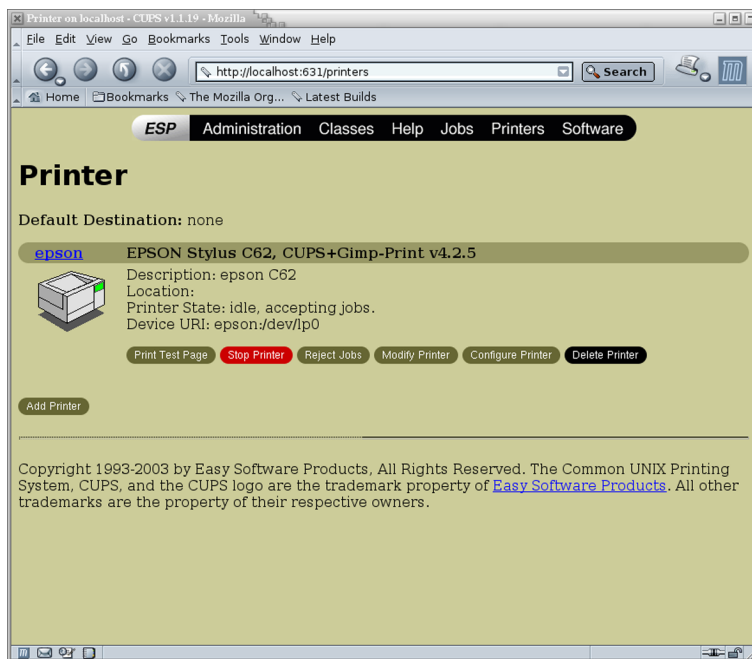 Printer on localhost - CUPS v1.1.19 - Mozilla
File Edit View Go Bookmarks Tools Window Help
http://localhost:631/printers Search
Home Bookmarks The Mozilla Org... Latest Builds
ESP Administration Classes Help Jobs Printers Software
Printer
Default Destination: none
epson EPSON Stylus C62, CUPS+Gimp-Print v4.2.5
Description: epson C62
Location:
Printer State: idle, accepting jobs.
Device URI: epson:/dev/lp0
Print Test Page Stop Printer Reject Jobs Modify Printer Configure Printer Delete Printer
Add Printer
Copyright 1993-2003 by Easy Software Products, All Rights Reserved. The Common UNIX Printing
System, CUPS, and the CUPS logo are the trademark property of Easy Software Products. All other
trademarks are the property of their respective owners.